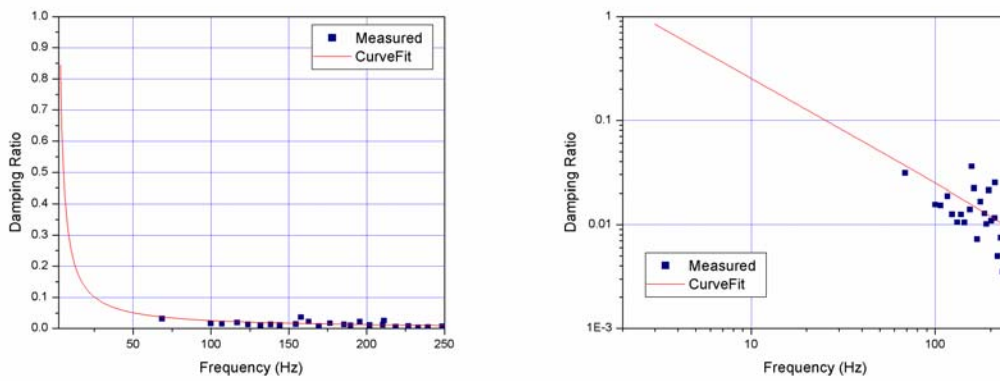 1.0
0.9
0.8
0.7
0.6
0.5
0.4
0.3
0.2
0.1
0.0
Damping Ratio
Measured
CurveFit
50
100
150
200
250
Frequency (Hz)
1
0.1
0.01
1E-3
Damping Ratio
Measured
CurveFit
10
100
Frequency (Hz)